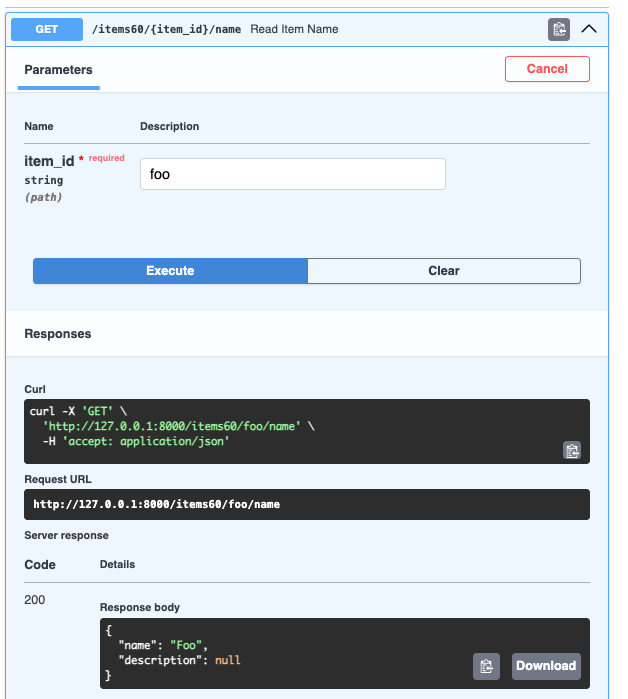 GET /items60/{item_id}/name Read Item Name
Parameters Cancel
Name Description
item_id * required foo
string
(path)
Execute Clear
Responses
Curl
curl -X 'GET' \
  'http://127.0.0.1:8000/items60/foo/name' \
  -H 'accept: application/json'
Request URL
http://127.0.0.1:8000/items60/foo/name
Server response
Code Details
200
Response body
{
  "name": "Foo",
  "description": null
}
Download